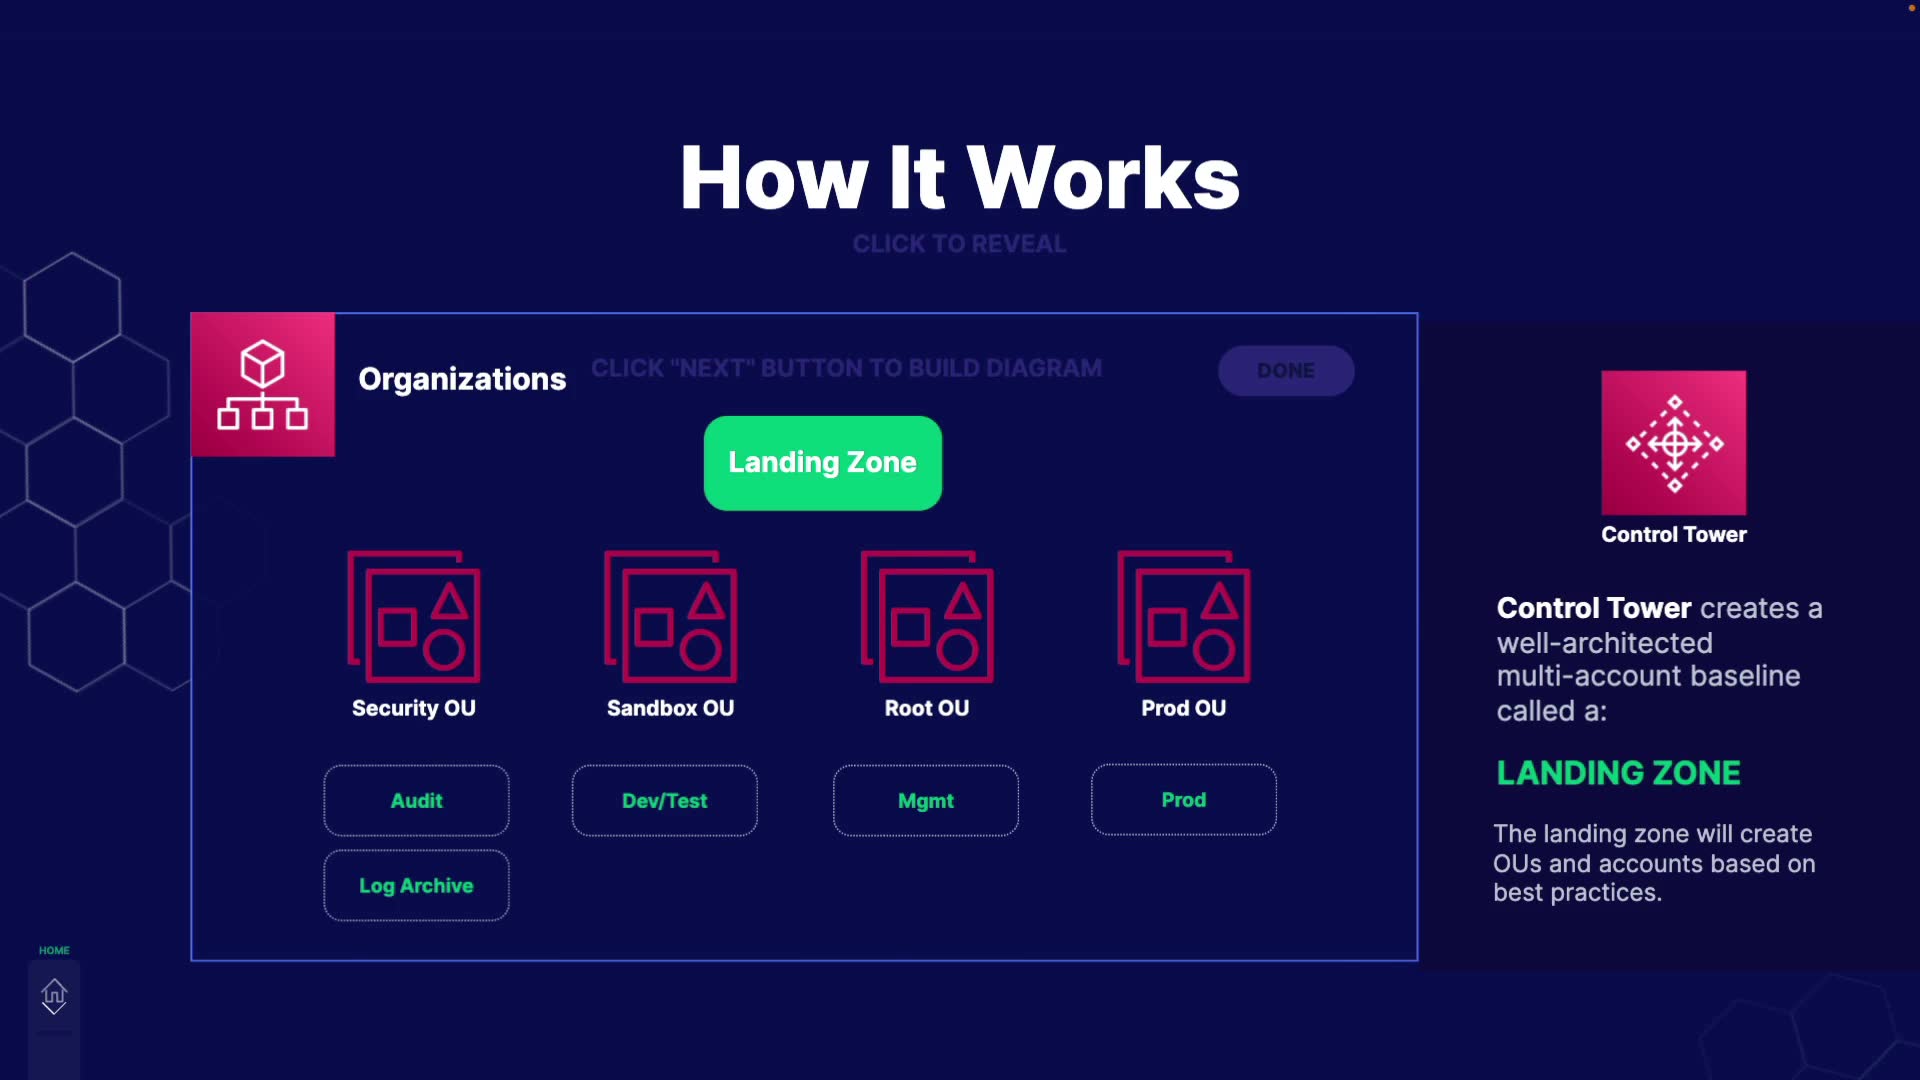 How It Works
CLICK TO REVEAL
Organizations
CLICK "NEXT" BUTTON TO BUILD DIAGRAM
DONE
Landing Zone
Security OU
Sandbox OU
Root OU
Prod OU
Audit
Dev/Test
Mgmt
Prod
Log Archive
Control Tower
Control Tower creates a
well-architected
multi-account baseline
called a:
LANDING ZONE
The landing zone will create
OUs and accounts based on
best practices.
HOME